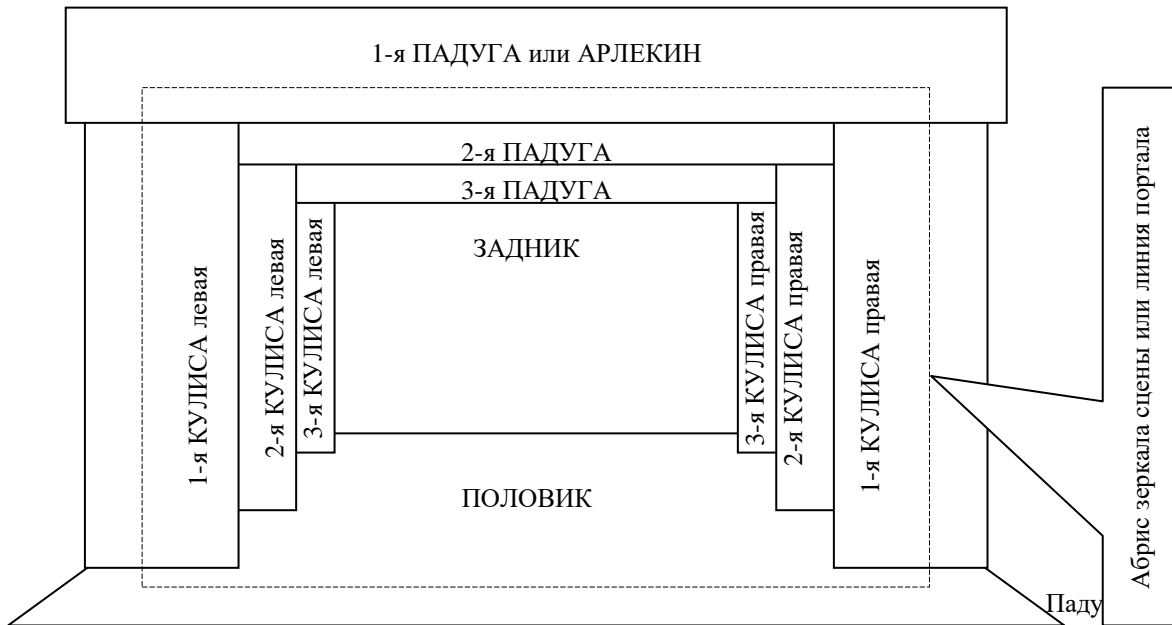 1-я ПАДУГА или АРЛЕКИН
2-я ПАДУГА
3-я ПАДУГА
ЗАДНИК
1-я КУЛИСА левая
2-я КУЛИСА левая
3-я КУЛИСА левая
3-я КУЛИСА правая
2-я КУЛИСА правая
1-я КУЛИСА правая
Абрис зеркала сцены или линия портала
ПОЛОВИК
Паду